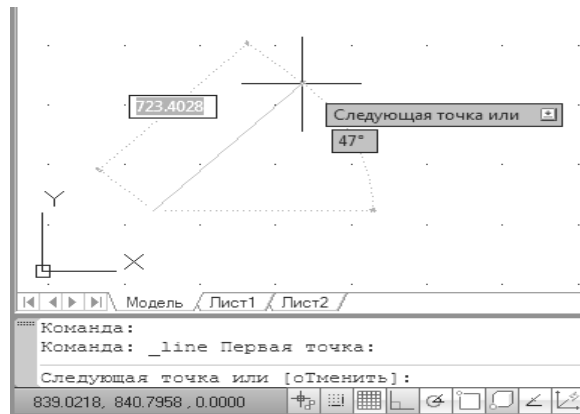 723.4028
Следующая точка или
47°
Y
X
Модель / Лист1 / Лист2 /
Команда:
Команда: _line Первая точка:
Следующая точка или [оТменить]:
839.0218, 840.7958 , 0.0000